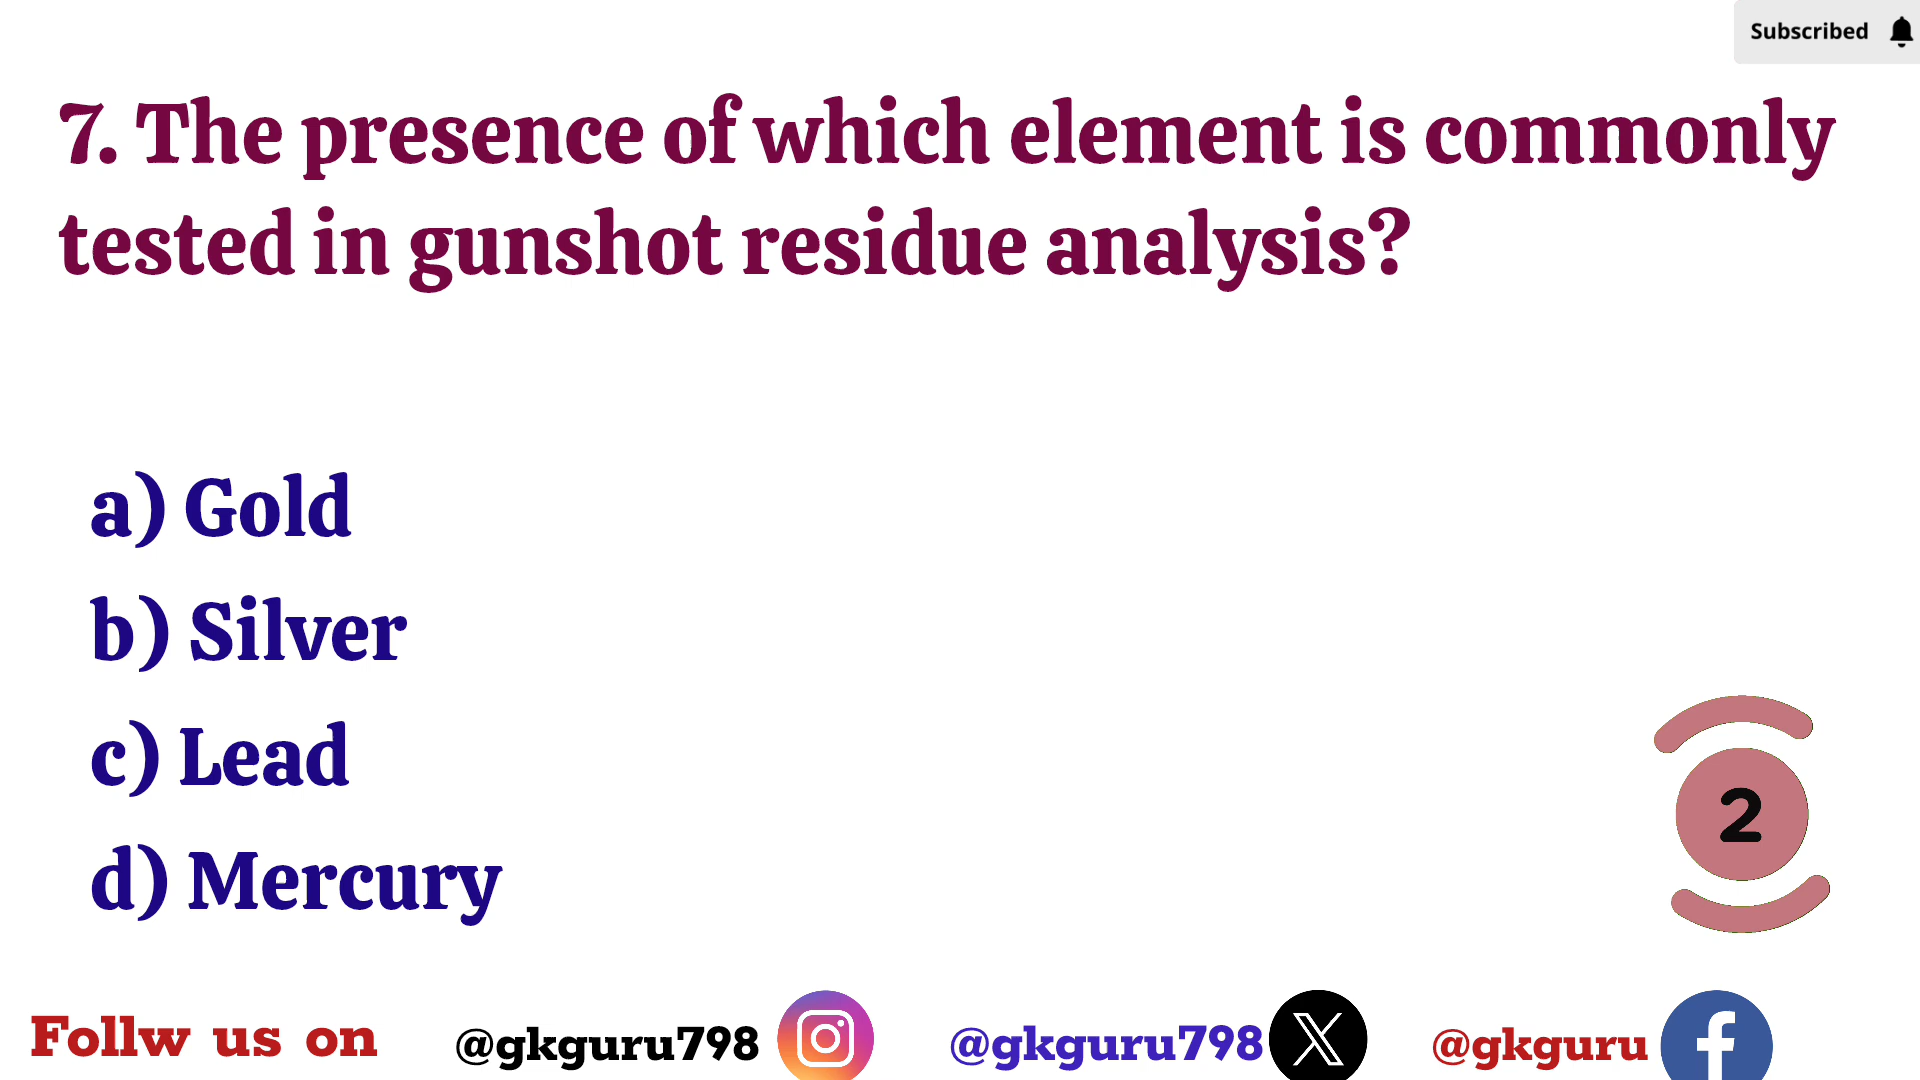 Subscribed
7. The presence of which element is commonly
tested in gunshot residue analysis?
a) Gold
b) Silver
c) Lead
d) Mercury
2
Follw us on @gkguru798 @gkguru798 @gkguru